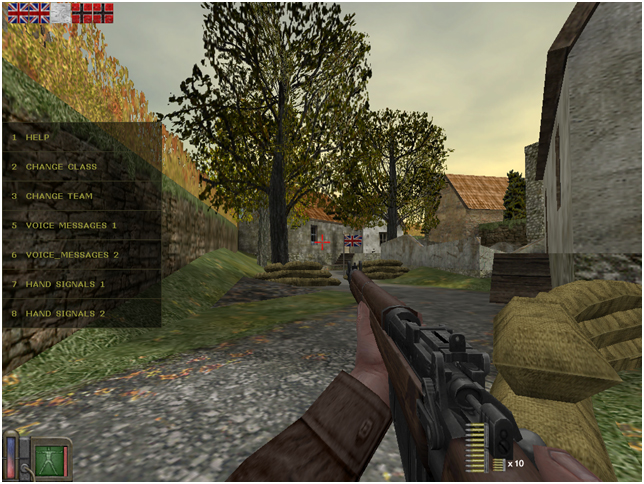 1 HELP
2 CHANGE CLASS
3 CHANGE TEAM
5 VOICE MESSAGES 1
6 VOICE_MESSAGES 2
7 HAND SIGNALS 1
8 HAND SIGNALS 2
x 10